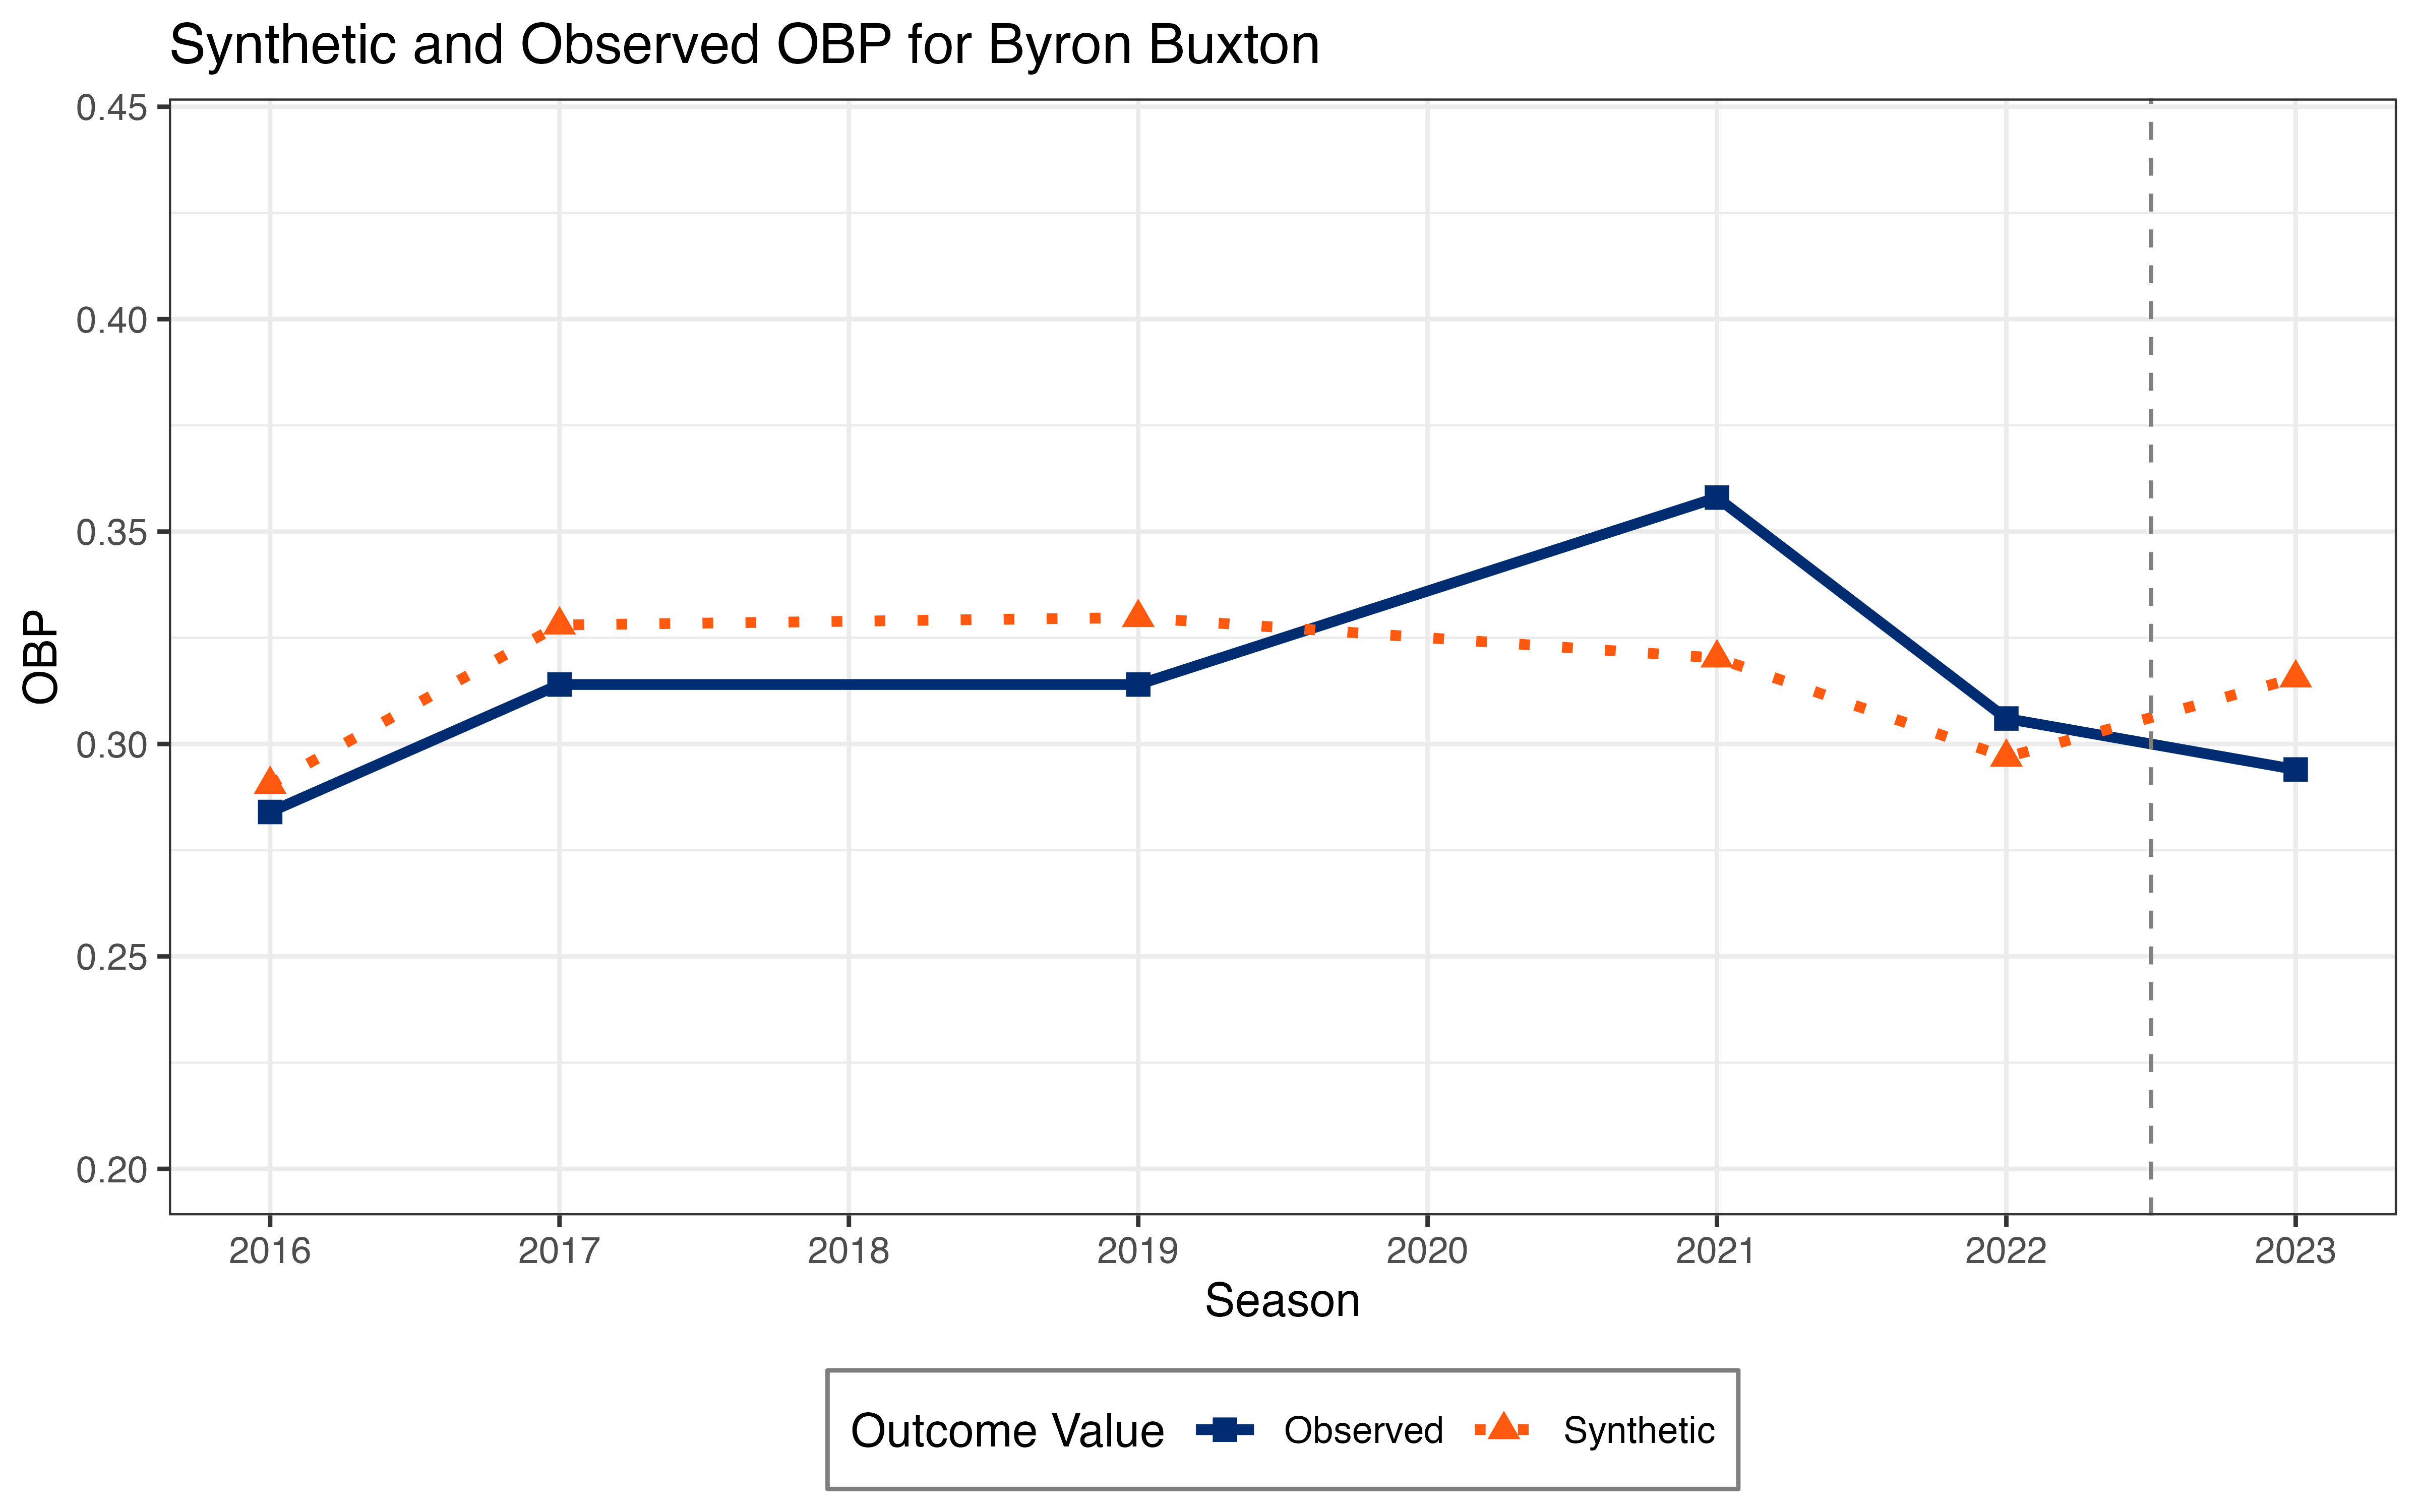 Synthetic and Observed OBP for Byron Buxton
0.45
0.40
0.35
0.30
0.25
0.20
OBP
2016 2017 2018 2019 2020 2021 2022 2023
Season
Outcome Value Observed Synthetic